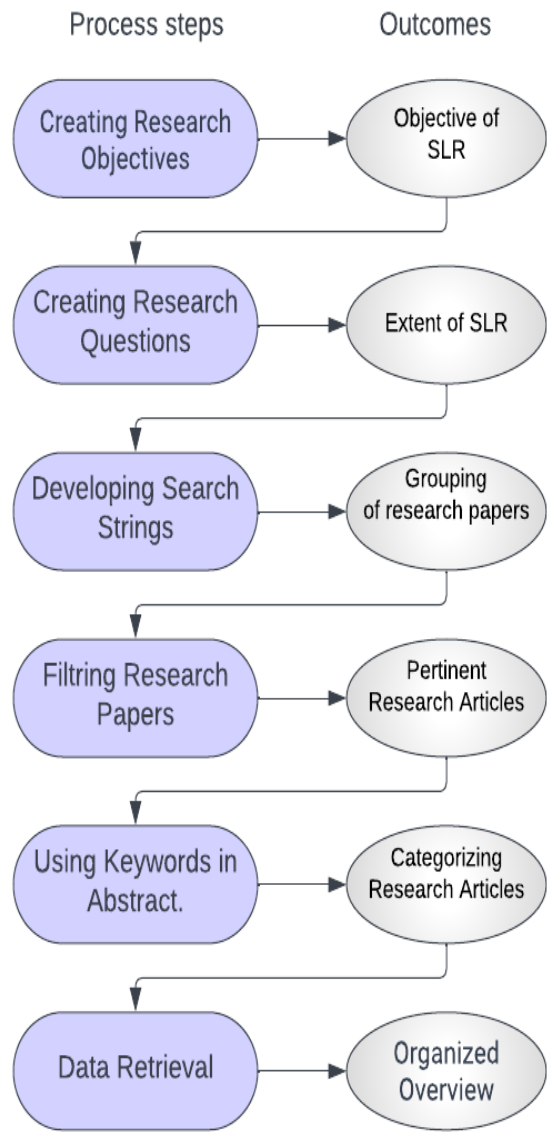 Process steps
Outcomes
Creating Research
Objectives
Objective of
SLR
Creating Research
Questions
Extent of SLR
Developing Search
Strings
Grouping
of research papers
Filtring Research
Papers
Pertinent
Research Articles
Using Keywords in
Abstract.
Categorizing
Research Articles
Data Retrieval
Organized
Overview